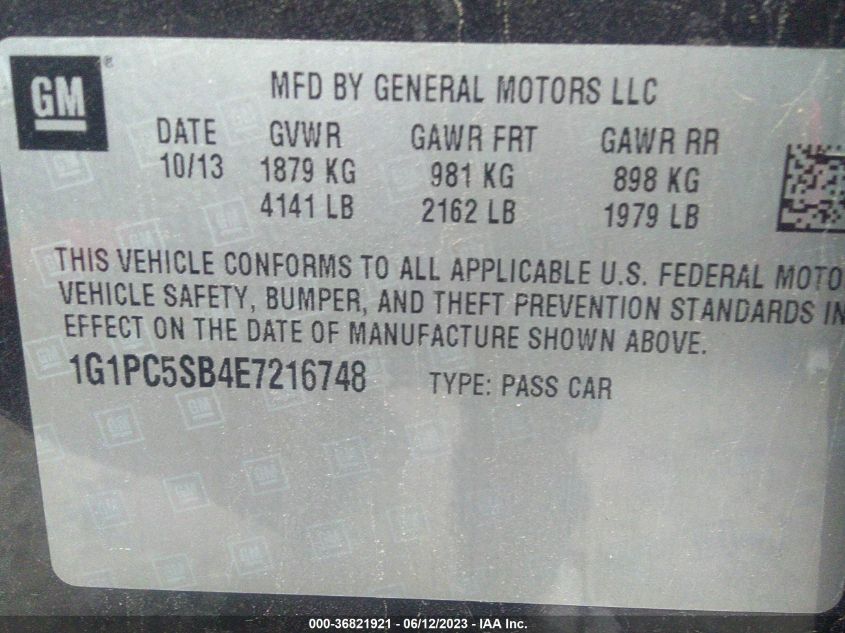 GM®
MFD BY GENERAL MOTORS LLC
DATE GVWR GAWR FRT GAWR RR
10/13 1879 KG 981 KG 898 KG
4141 LB 2162 LB 1979 LB
THIS VEHICLE CONFORMS TO ALL APPLICABLE U.S. FEDERAL MOTO
VEHICLE SAFETY, BUMPER, AND THEFT PREVENTION STANDARDS IN
EFFECT ON THE DATE OF MANUFACTURE SHOWN ABOVE.
1G1PC5SB4E7216748 TYPE: PASS CAR
000-36821921 - 06/12/2023 - IAA Inc.